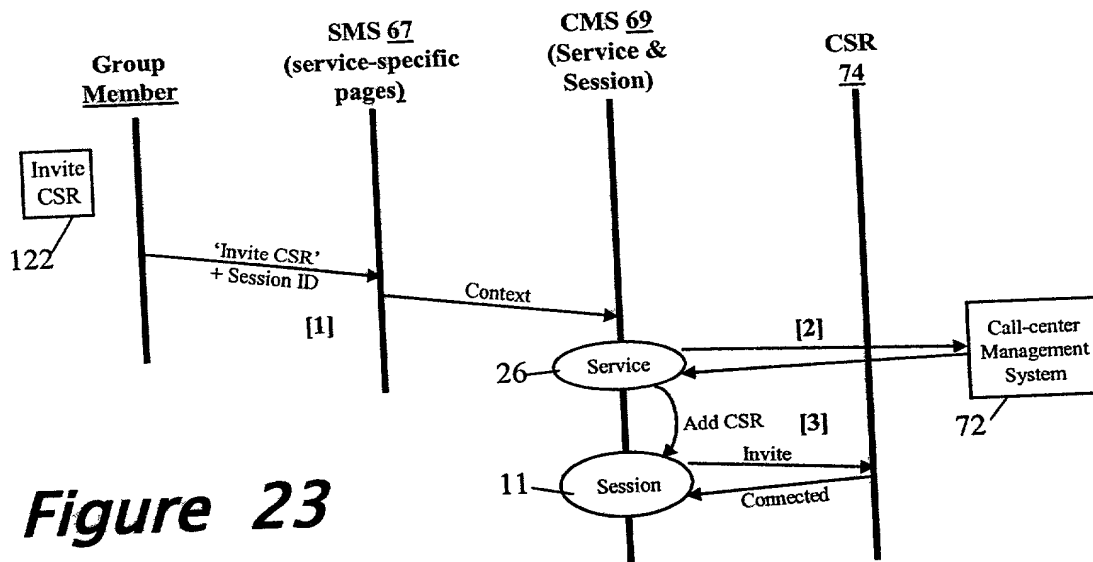 Group
Member
SMS 67
(service-specific
pages)
CMS 69
(Service &
Session)
CSR
74
Invite
CSR
122
'Invite CSR'
+ Session ID
[1]
Context
[2]
Call-center
Management
System
72
26
Service
Add CSR
[3]
Invite
11
Session
Connected
Figure 23